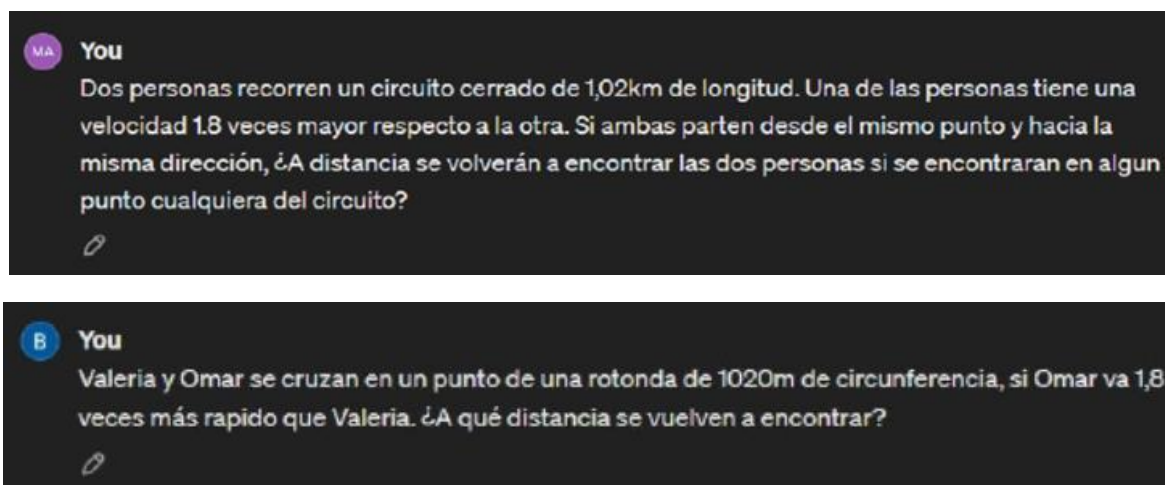 MA You
Dos personas recorren un circuito cerrado de 1,02km de longitud. Una de las personas tiene una
velocidad 1.8 veces mayor respecto a la otra. Si ambas parten desde el mismo punto y hacia la
misma dirección, ¿A distancia se volverán a encontrar las dos personas si se encontraran en algun
punto cualquiera del circuito?
B You
Valeria y Omar se cruzan en un punto de una rotonda de 1020m de circunferencia, si Omar va 1,8
veces más rapido que Valeria. ¿A qué distancia se vuelven a encontrar?